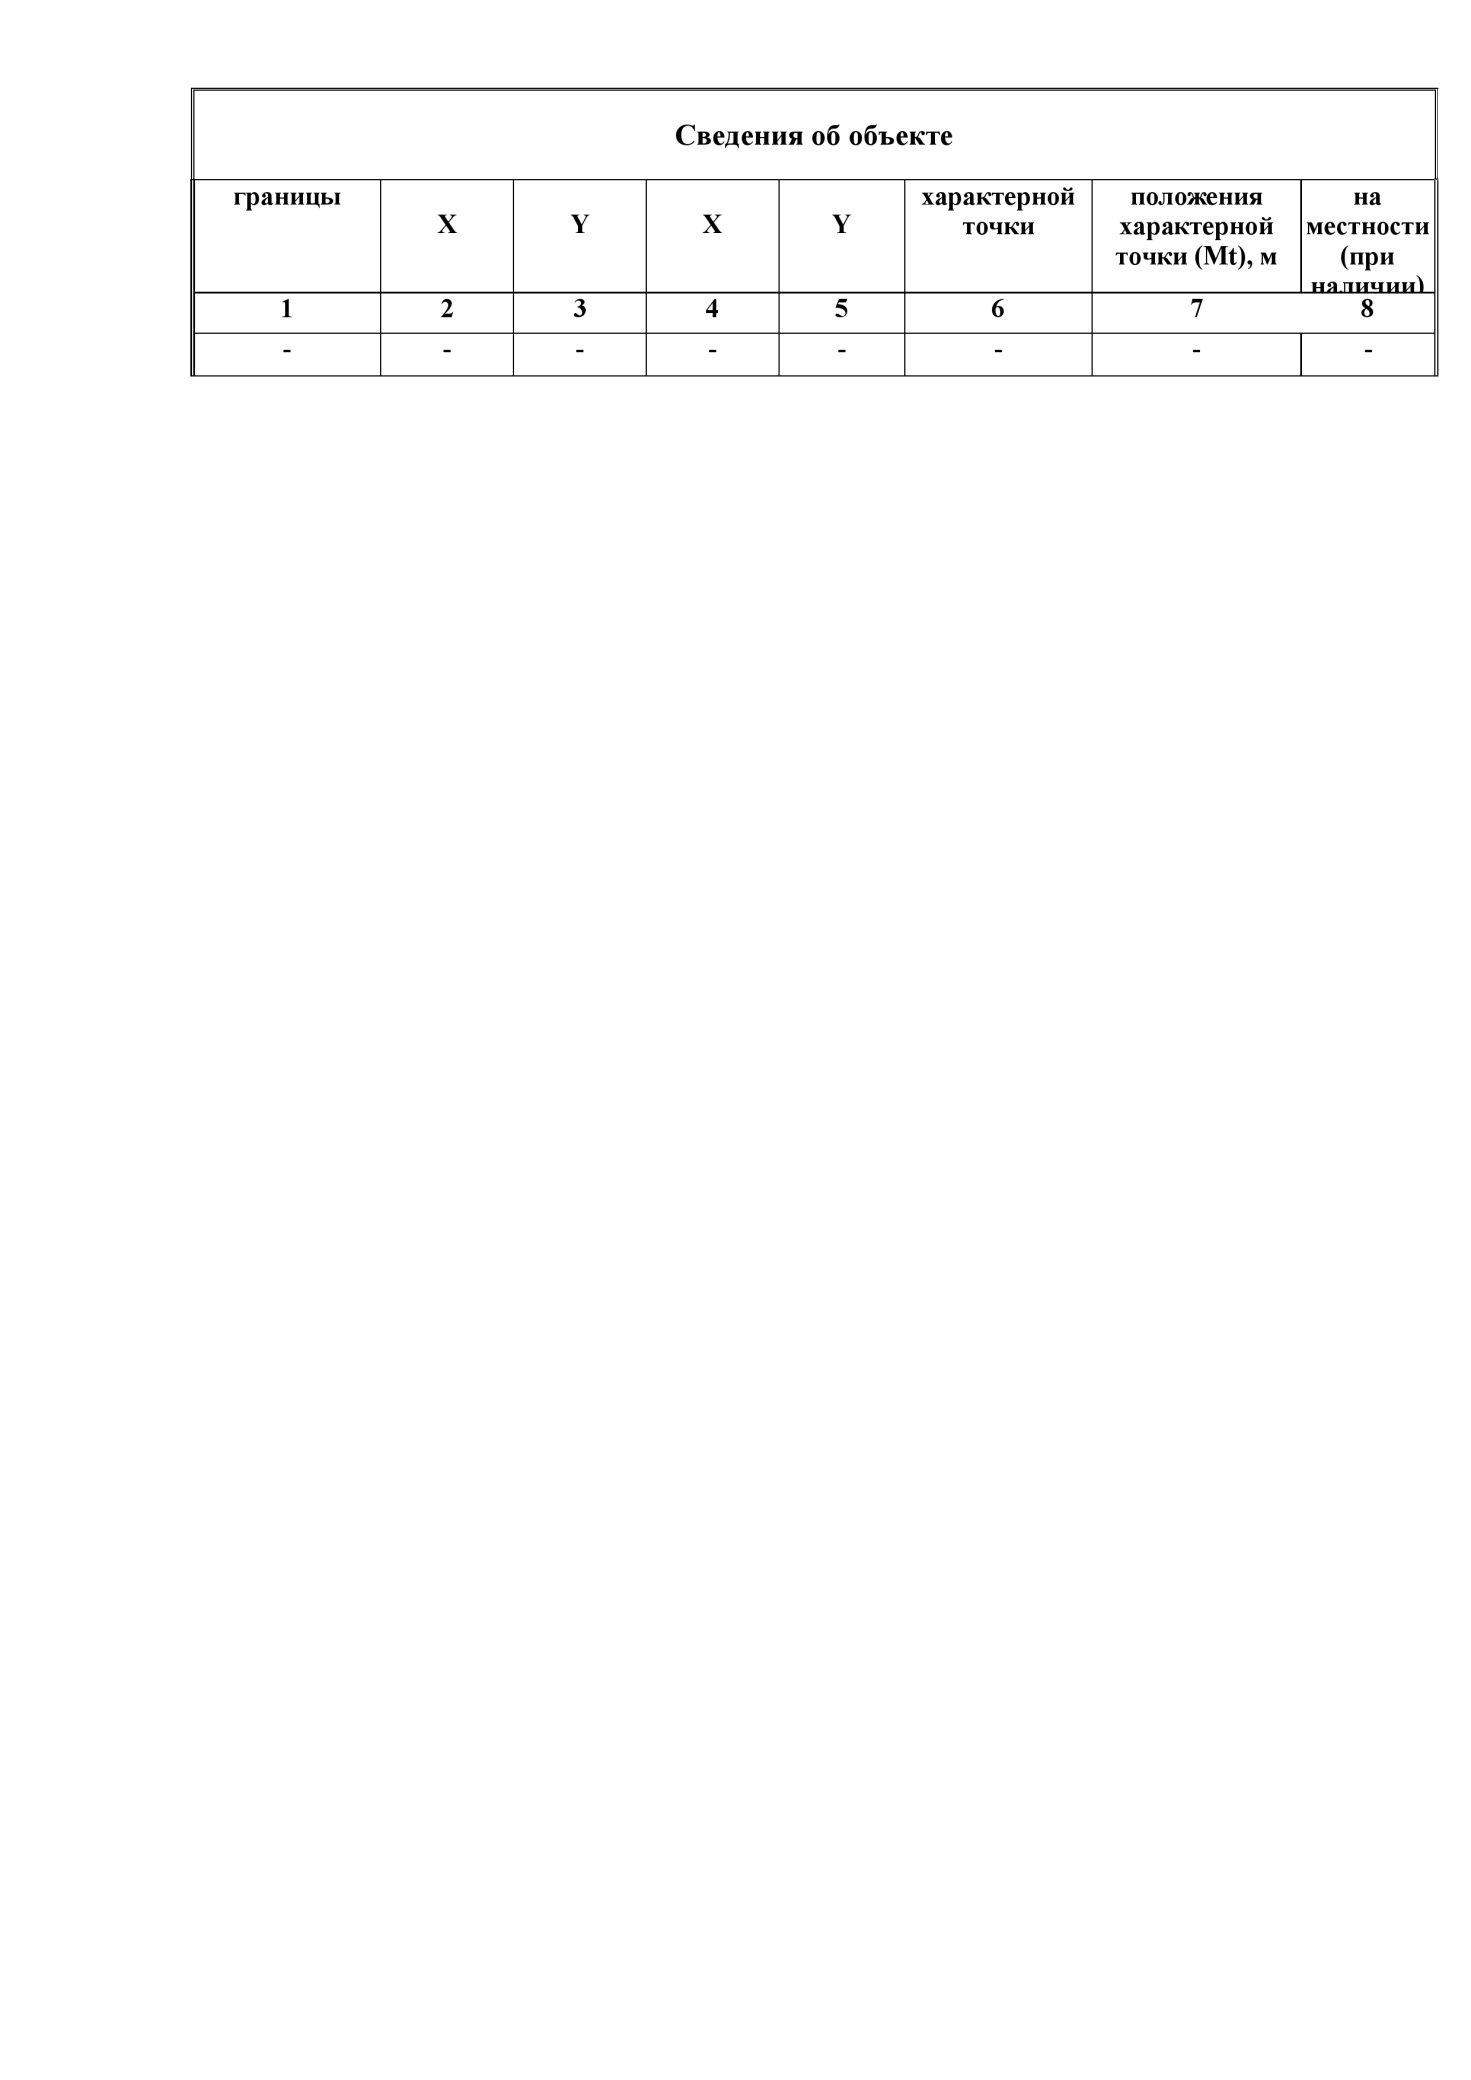 Сведения об объекте
границы X Y X Y характерной точки положения характерной точки (Mt), м на местности (при наличии)
1 2 3 4 5 6 7 8
- - - - - - - -